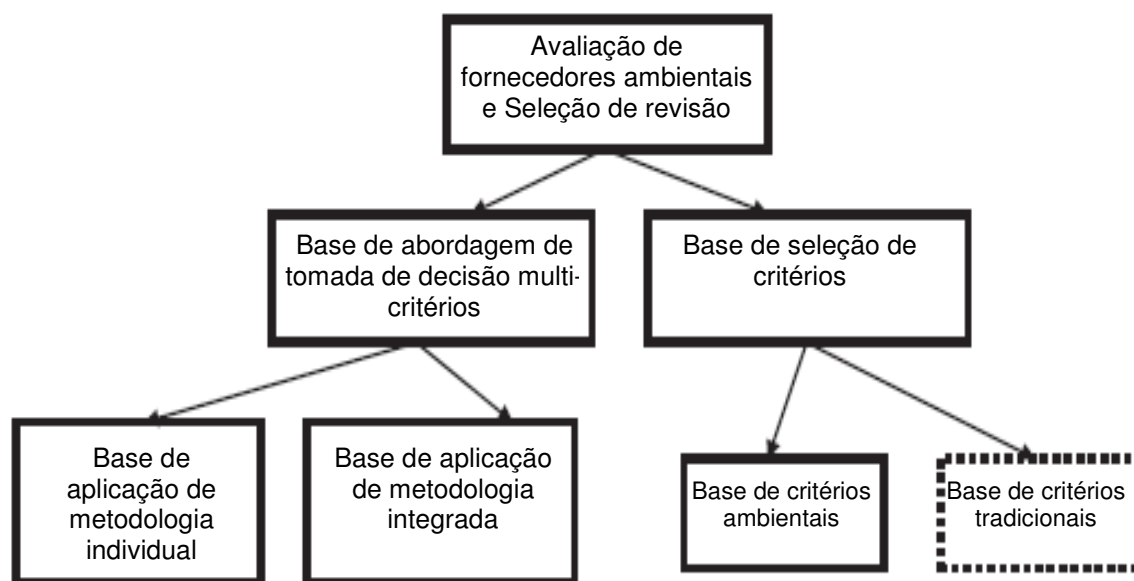 Avaliação de
fornecedores ambientais
e Seleção de revisão
Base de abordagem de
tomada de decisão multi-
critérios
Base de seleção de
critérios
Base de
aplicação de
metodologia
individual
Base de aplicação
de metodologia
integrada
Base de critérios
ambientais
Base de critérios
tradicionais